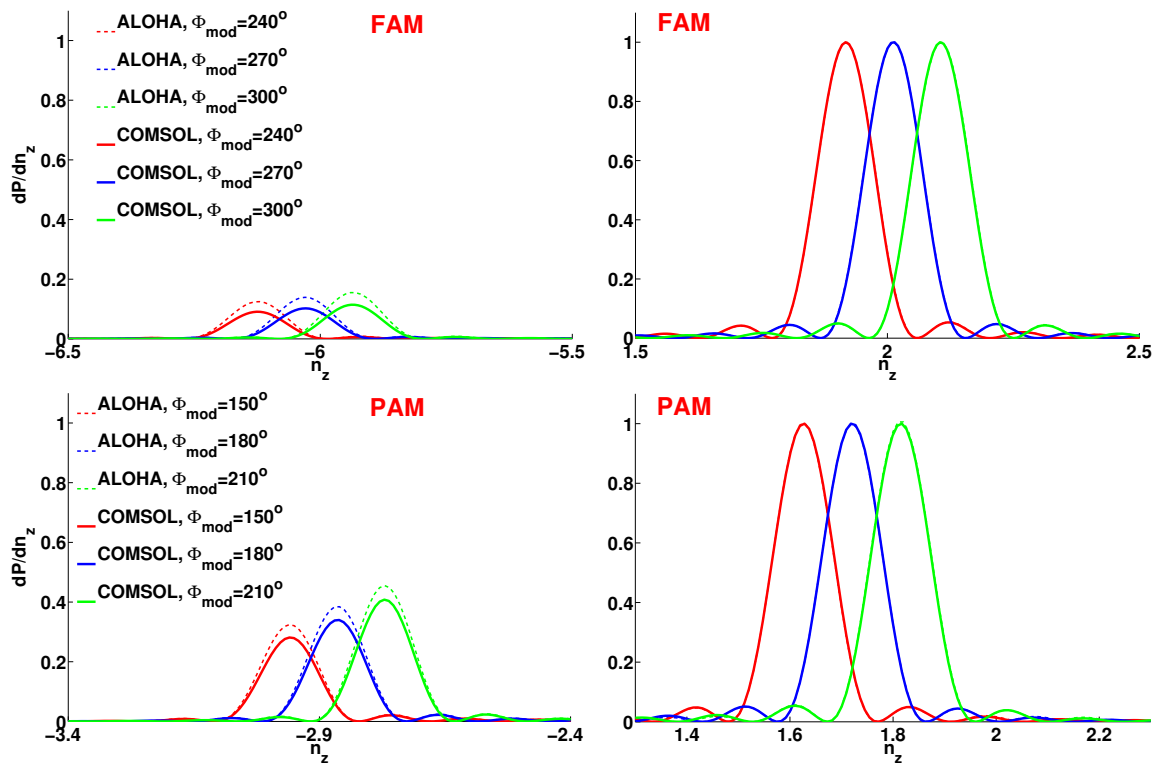 FAM
ALOHA, Φmod=240°
ALOHA, Φmod=270°
ALOHA, Φmod=300°
COMSOL, Φmod=240°
COMSOL, Φmod=270°
COMSOL, Φmod=300°
dP/dnz
1
0.8
0.6
0.4
0.2
0
−6.5
−6
−5.5
nz
FAM
1
0.8
0.6
0.4
0.2
0
1.5
2
2.5
nz
PAM
ALOHA, Φmod=150°
ALOHA, Φmod=180°
ALOHA, Φmod=210°
COMSOL, Φmod=150°
COMSOL, Φmod=180°
COMSOL, Φmod=210°
dP/dnz
1
0.8
0.6
0.4
0.2
0
−3.4
−2.9
−2.4
nz
PAM
1
0.8
0.6
0.4
0.2
0
1.4
1.6
1.8
2
2.2
nz